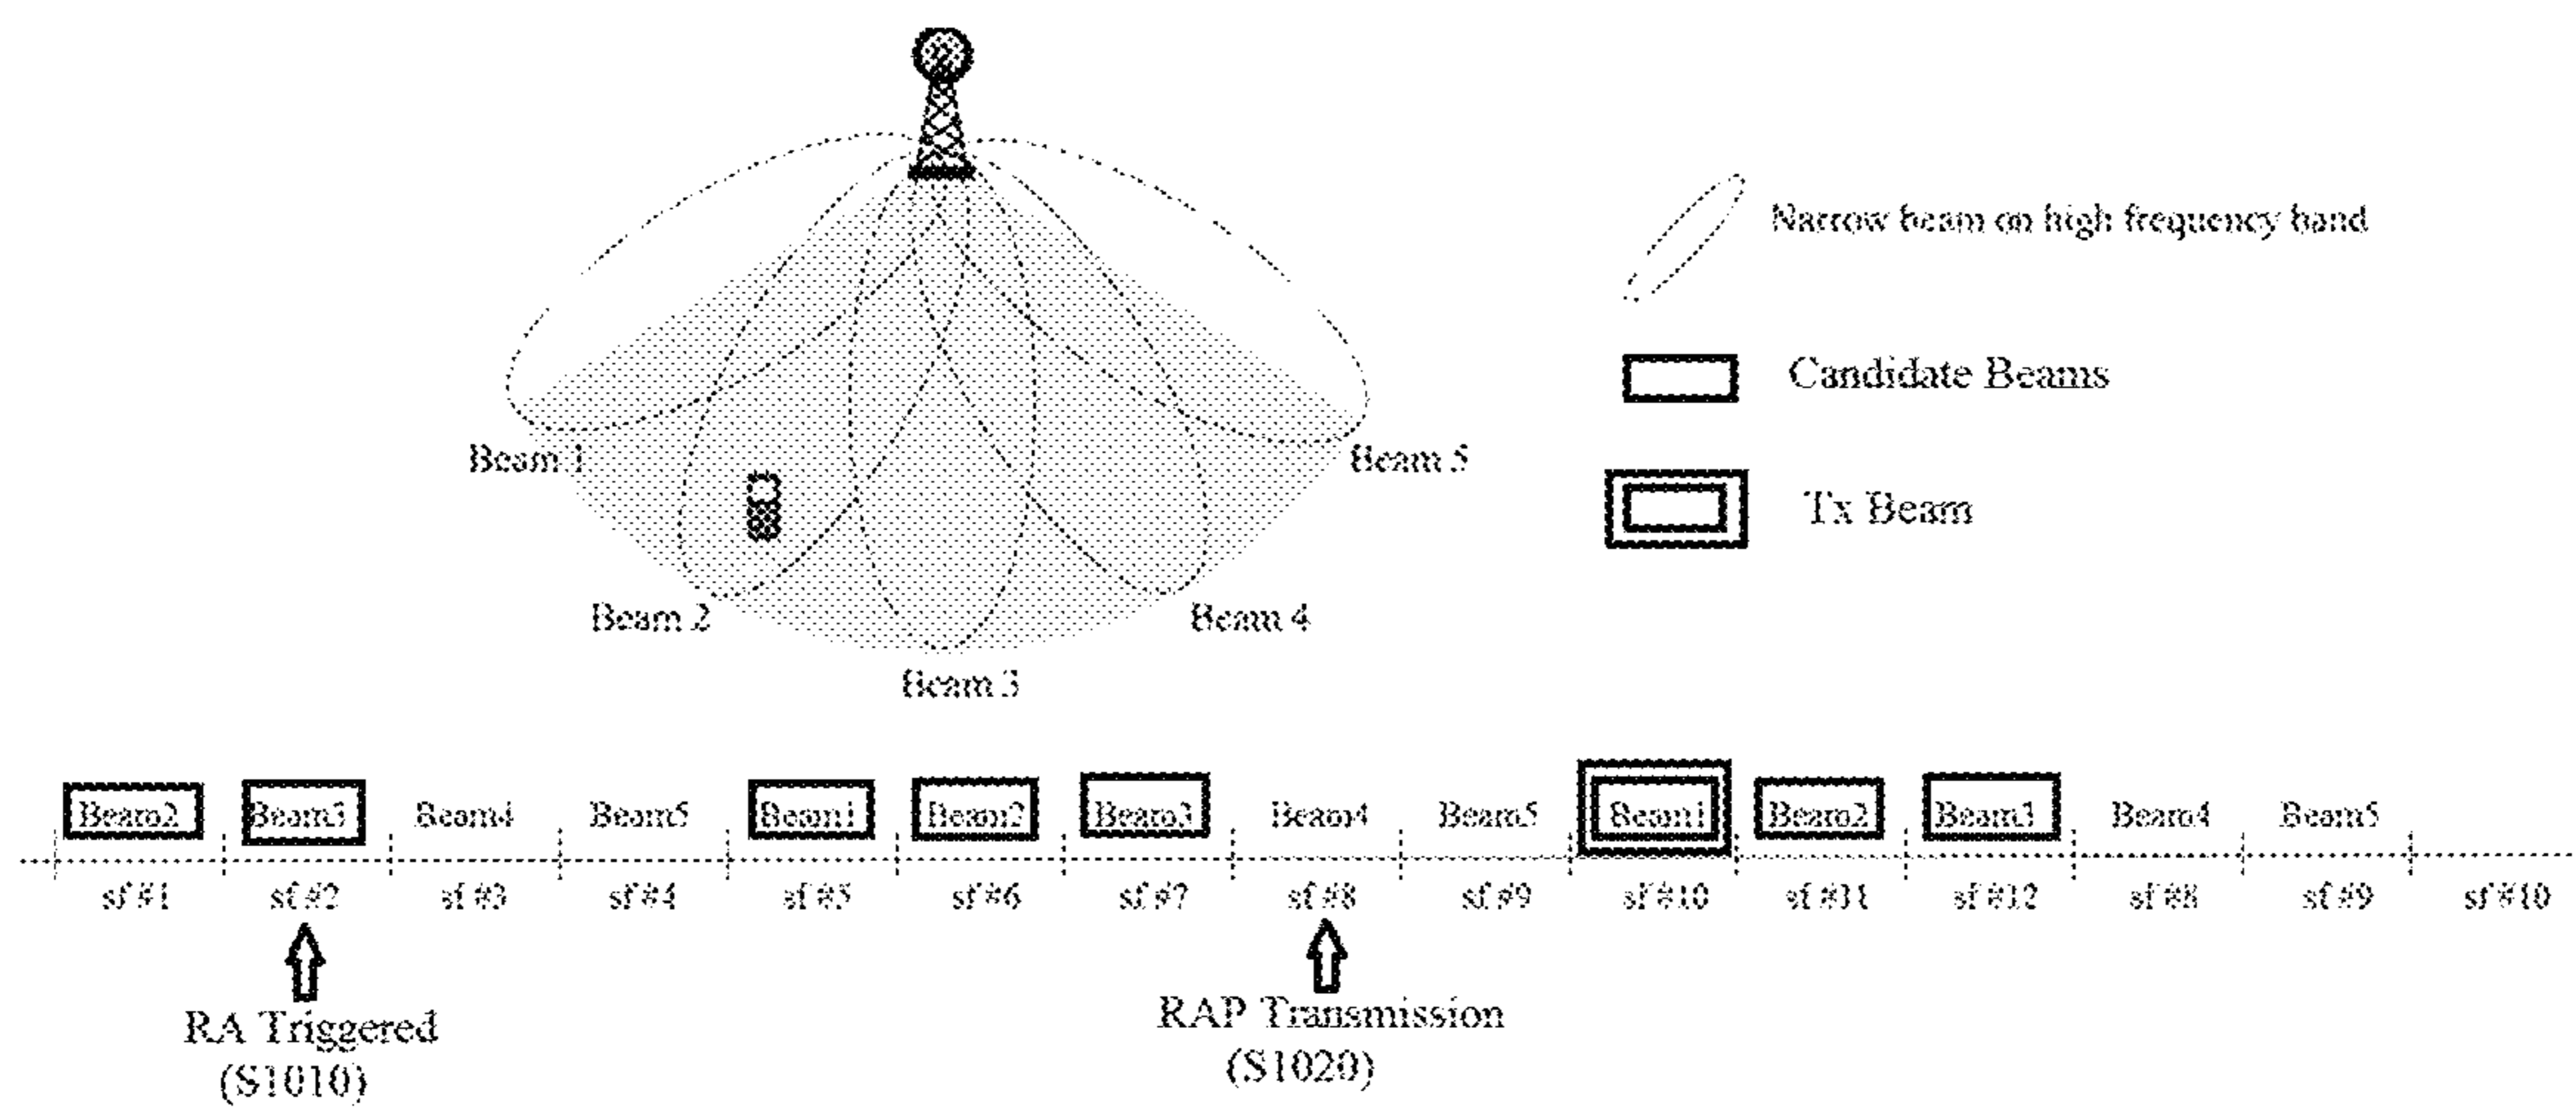 Narrow beam on high frequency band
Candidate Beams
Tx Beam
Beam 1
Beam 5
Beam 2
Beam 4
Beam 3
Beam2 Beam3 Beam4 Beam5 Beam1 Beam2 Beam3 Beam4 Beam5 Beam1 Beam2 Beam3 Beam4 Beam5
sf #1 sf #2 sf #3 sf #4 sf #5 sf #6 sf #7 sf #8 sf #9 sf #10 sf #11 sf #12 sf #8 sf #9 sf #10
RA Triggered
(S1010)
RAP Transmission
(S1020)